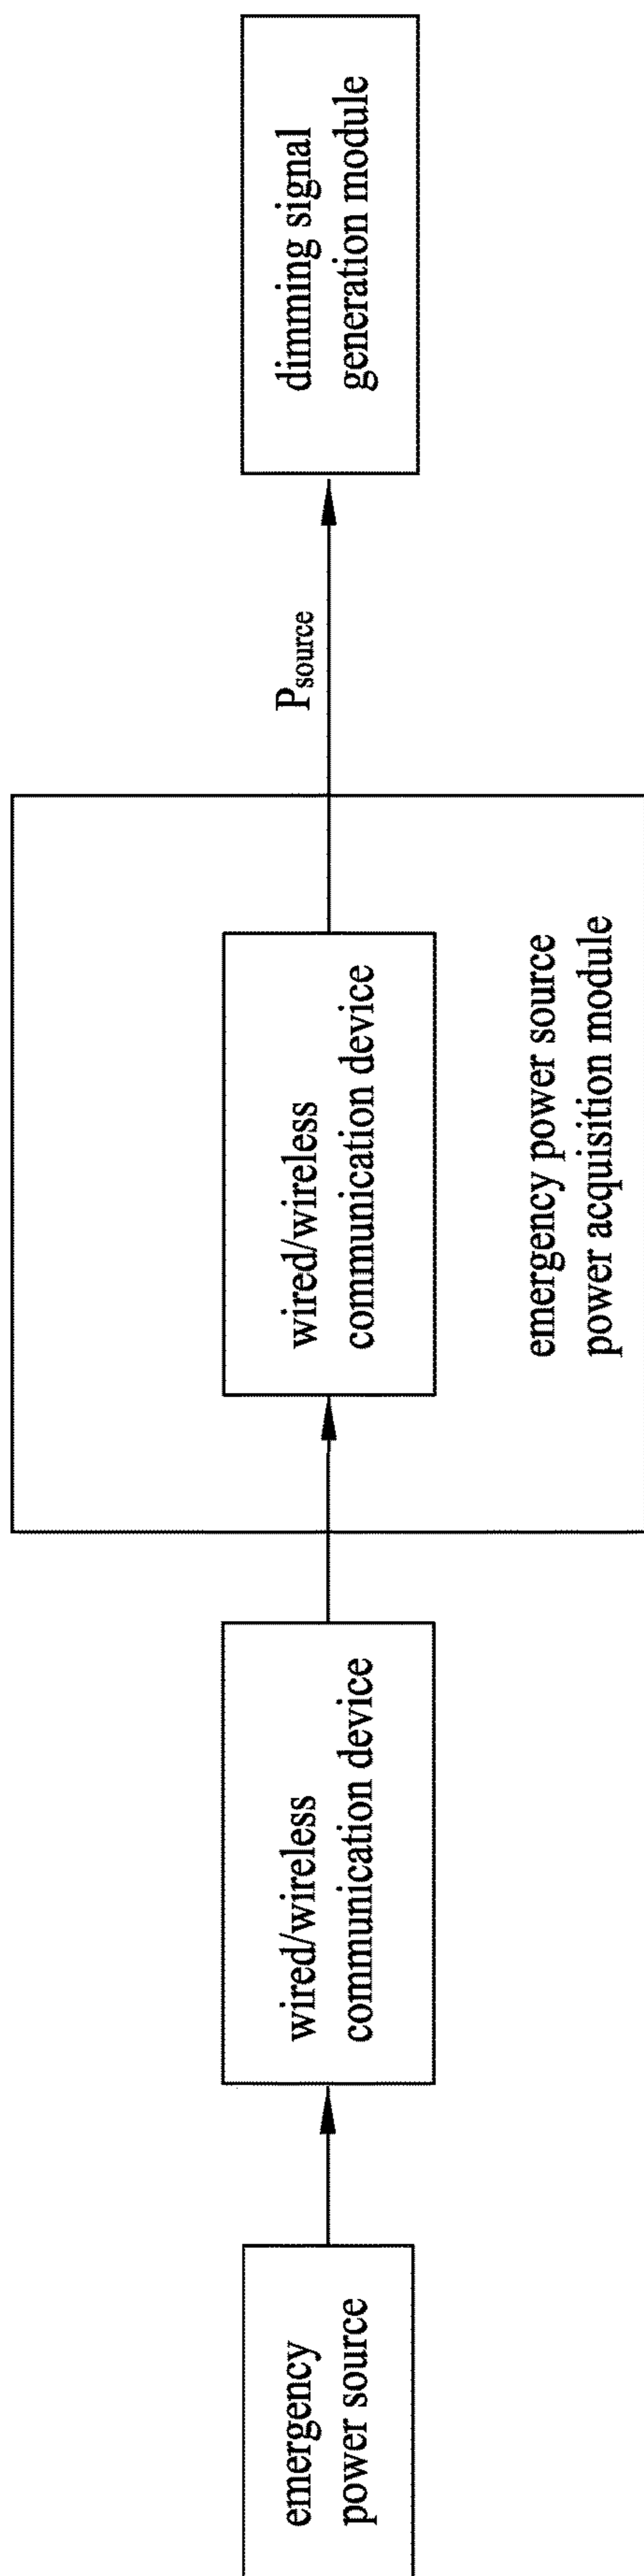 emergency
power source
wired/wireless
communication device
wired/wireless
communication device
emergency power source
power acquisition module
Psource
dimming signal
generation module